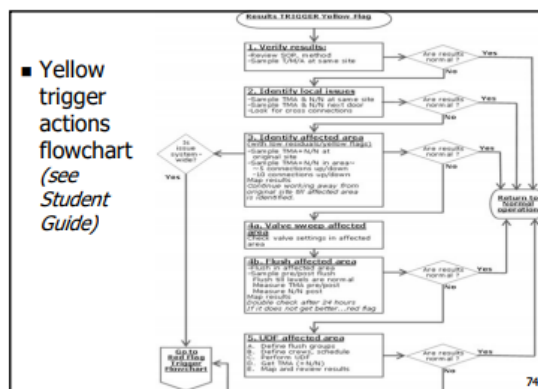 Results TRIGGER Yellow Flag
■ Yellow
trigger
actions
flowchart
(see
Student
Guide)
1. Verify results:
-Review SOP, method
-Sample T/M/A at same site
Are results
normal ?
Yes
No
2. Identify local issues
-Sample TMA & N/N at same site
-Sample TMA & N/N next door
-Look for cross connections
Are results
normal ?
Yes
No
3. Identify affected area
(with low residuals/yellow flags)
-Sample TMA+N/N at
original site
-Sample TMA+N/N in area~
~5 connections up/down
~10 connections up/down
Map results
Continue working away from
original site till affected area
is identified.
Are results
normal ?
Yes
No
Is
issue
system-
wide?
Yes
Return to
Normal
operation
4a. Valve sweep affected
area
Check valve settings in affected
area
4b. Flush affected area
-Flush in affected area
-Sample pre/post flush
Flush till levels are normal
Measure TMA pre/post
Measure N/N post
Map results
Double check after 24 hours
If it does not get better...red flag
Are results
normal ?
Yes
No
5. UDF affected area
A. Define flush groups
B. Define crews, schedule
C. Perform UDF
D. Get TMA (+N/N)
E. Map and review results
Are results
normal ?
Yes
No
Go to
Red Flag
Trigger
Flowchart
74